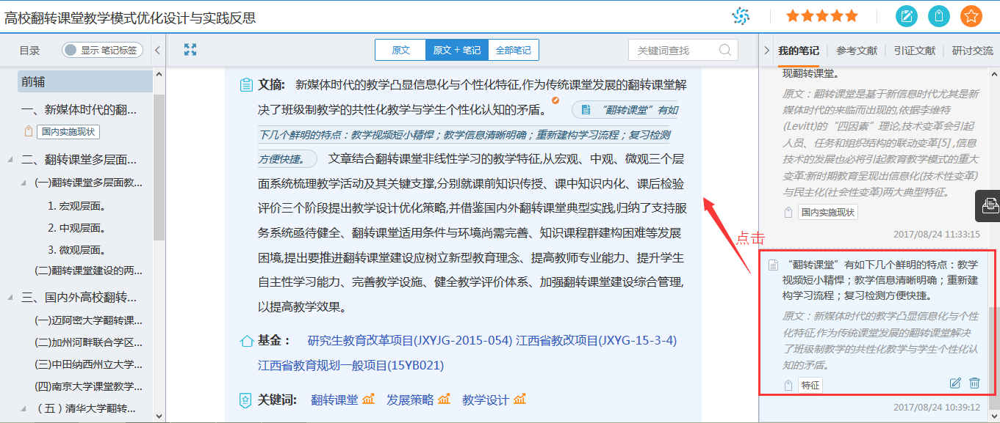 高校翻转课堂教学模式优化设计与实践反思
目录
显示 笔记标签
原文
原文 + 笔记
全部笔记
关键词查找
我的笔记
参考文献
引证文献
研讨交流
前辅
一、新媒体时代的翻...
国内实施现状
二、翻转课堂多层面...
(一)翻转课堂多层面教...
1. 宏观层面。
2. 中观层面。
3. 微观层面。
(二)翻转课堂建设的两...
三、国内外高校翻转...
(一)迈阿密大学翻转课...
(二)加州河畔联合学区...
(三)中田纳西州立大学...
(四)南京大学课堂教学...
（五）清华大学翻转...
文摘: 新媒体时代的教学凸显信息化与个性化特征,作为传统课堂发展的翻转课堂解
决了班级制教学的共性化教学与学生个性化认知的矛盾。 “翻转课堂”有如
下几个鲜明的特点：教学视频短小精悍；教学信息清晰明确；重新建构学习流程；复习检测
方便快捷。 文章结合翻转课堂非线性学习的教学特征,从宏观、中观、微观三个层
面系统梳理教学活动及其关键支撑,分别就课前知识传授、课中知识内化、课后检验
评价三个阶段提出教学设计优化策略,并借鉴国内外翻转课堂典型实践,归纳了支持服
务系统亟待健全、翻转课堂适用条件与环境尚需完善、知识课程群建构困难等发展
困境,提出要推进翻转课堂建设应树立新型教育理念、提高教师专业能力、提升学生
自主性学习能力、完善教学设施、健全教学评价体系、加强翻转课堂建设综合管理,
以提高教学效果。
基金： 研究生教育改革项目(JXYJG-2015-054) 江西省教改项目(JXYG-15-3-4)
江西省教育规划一般项目(15YB021)
关键词: 翻转课堂 发展策略 教学设计
点击
现翻转课堂。
原文：翻转课堂是基于新信息时代尤其是新
媒体时代的来临而出现的,依据李维特
(Levitt)的“四因素”理论,技术变革会引起
人员、任务和组织结构的联动变革[5] ,信息
技术的发展也必将引起教育教学模式的重大
变革:新时期教育呈现出信息化(技术性变革)
与民主化(社会性变革)两大典型特征。
国内实施现状
2017/08/24 11:33:15
“翻转课堂”有如下几个鲜明的特点：教学
视频短小精悍；教学信息清晰明确；重新建
构学习流程；复习检测方便快捷。
原文：新媒体时代的教学凸显信息化与个性
化特征,作为传统课堂发展的翻转课堂解决
了班级制教学的共性化教学与学生个性化认
知的矛盾。
特征
2017/08/24 10:39:12